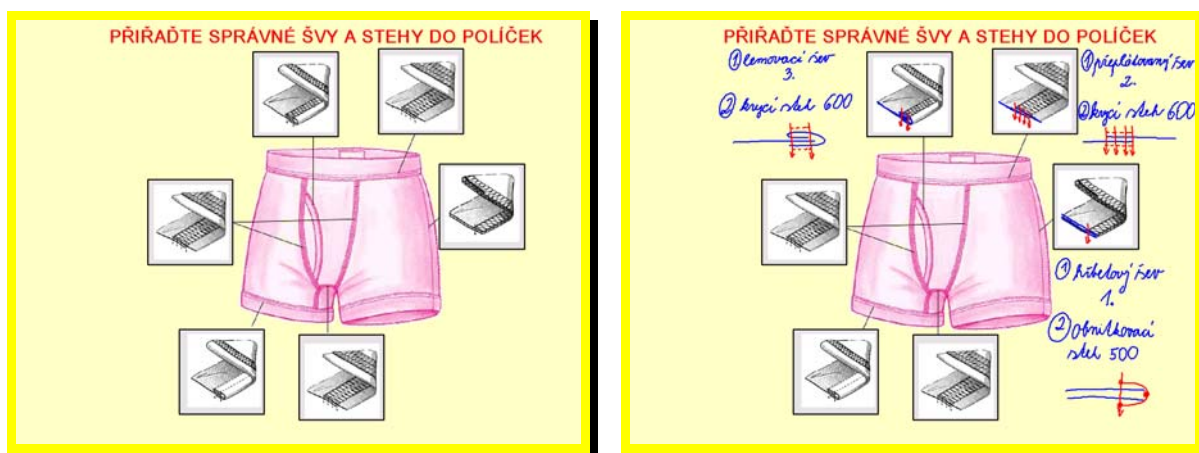 PŘIŘAĎTE SPRÁVNÉ ŠVY A STEHY DO POLÍČEK
PŘIŘAĎTE SPRÁVNÉ ŠVY A STEHY DO POLÍČEK
① lemovací šev
3.
② krycí steh 600
① přeplátovaný šev
2.
② krycí steh 600
① hřbetový šev
1.
② obnitkovací
steh 500